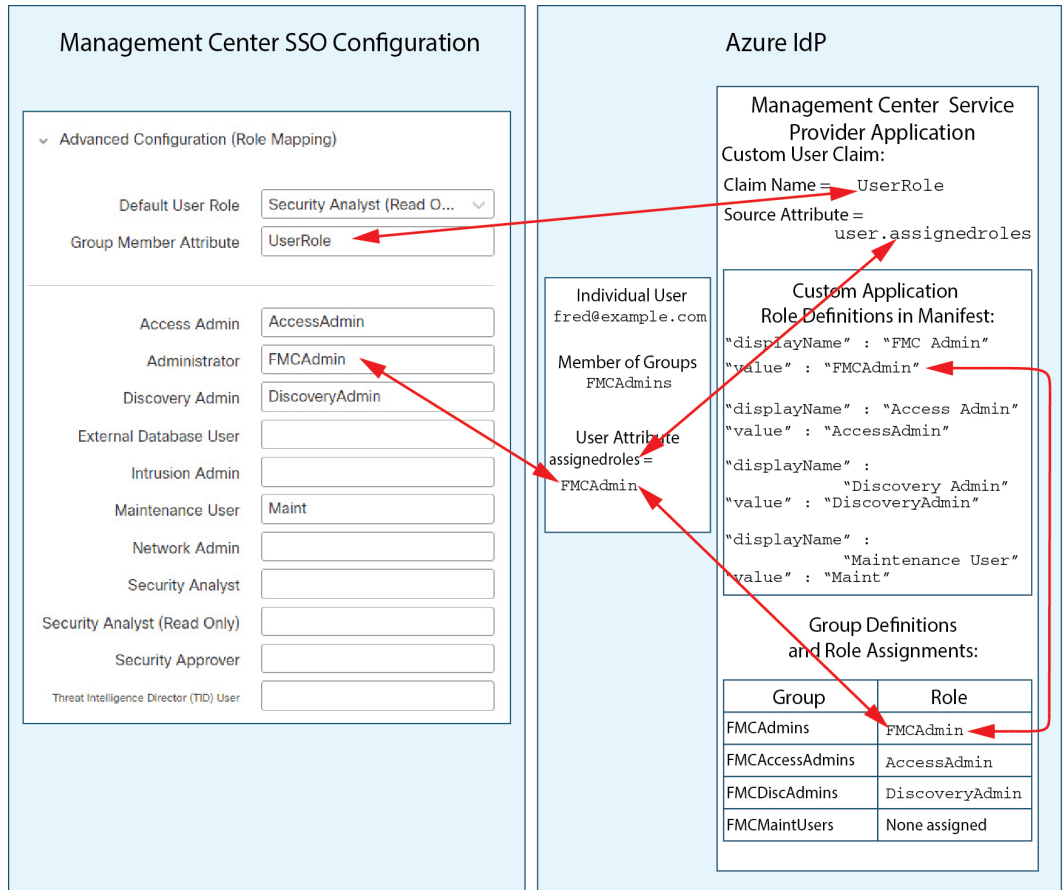 Management Center SSO Configuration
Advanced Configuration (Role Mapping)
Default User Role Security Analyst (Read O...
Group Member Attribute UserRole
Access Admin AccessAdmin
Administrator FMCAdmin
Discovery Admin DiscoveryAdmin
External Database User
Intrusion Admin
Maintenance User Maint
Network Admin
Security Analyst
Security Analyst (Read Only)
Security Approver
Threat Intelligence Director (TID) User
Azure IdP
Individual User
fred@example.com
Member of Groups
FMCAdmins
User Attribute
assignedroles =
FMCAdmin
Management Center Service
Provider Application
Custom User Claim:
Claim Name = UserRole
Source Attribute =
user.assignedroles
Custom Application
Role Definitions in Manifest:
“displayName” : “FMC Admin”
“value” : “FMCAdmin”
“displayName” : “Access Admin”
“value” : “AccessAdmin”
“displayName” :
“Discovery Admin”
“value” : “DiscoveryAdmin”
“displayName” :
“Maintenance User”
“value” : “Maint”
Group Definitions
and Role Assignments:
Group Role
FMCAdmins FMCAdmin
FMCAccessAdmins AccessAdmin
FMCDiscAdmins DiscoveryAdmin
FMCMaintUsers None assigned